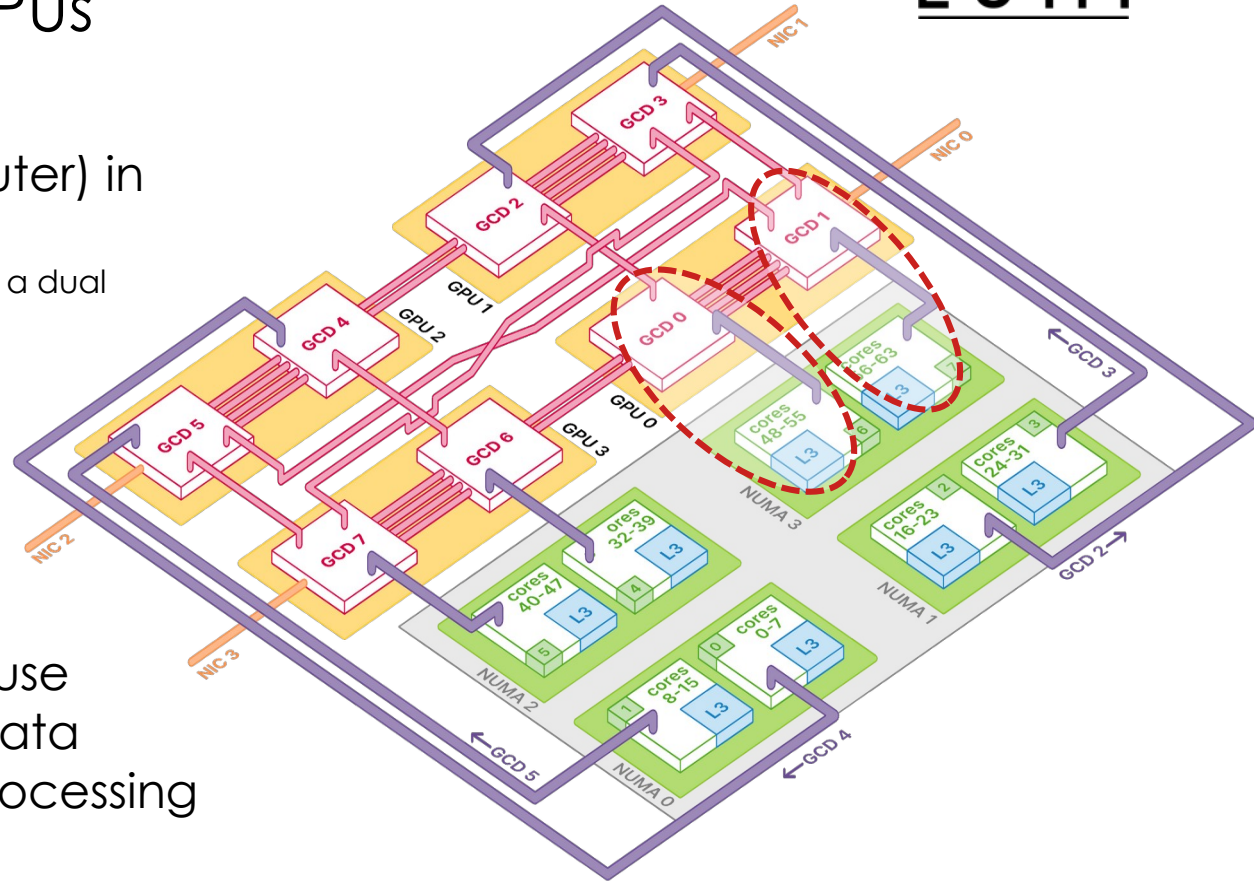 PUs
NIC 1
GCD 3
uter) in
NIC 0
GCD 2
GCD 1
a dual
GPU 1
GCD 4
GPU 2
GCD 0
cores
56-63
7
L3
←GCD 3
GPU 0
cores
48-55
6
L3
GCD 5
GCD 6
GPU 3
3
cores
24-31
L3
NUMA 3
2
cores
16-23
L3
GCD 2→
NIC 2
GCD 7
ores
32-39
L3
4
NUMA 1
cores
40-47
L3
5
0
cores
0-7
L3
NIC 3
NUMA 2
use
cores
8-15
1
L3
ata
←GCD 5
←GCD 4
ocessing
NUMA 0